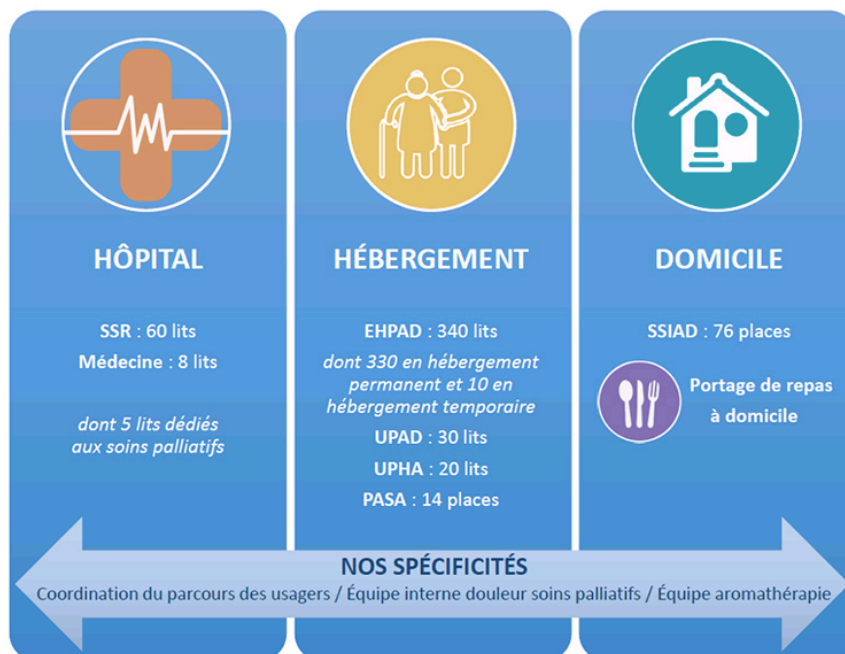 HÔPITAL
SSR : 60 lits
Médecine : 8 lits
dont 5 lits dédiés
aux soins palliatifs
HÉBERGEMENT
EHPAD : 340 lits
dont 330 en hébergement
permanent et 10 en
hébergement temporaire
UPAD : 30 lits
UPHA : 20 lits
PASA : 14 places
DOMICILE
SSIAD : 76 places
Portage de repas
à domicile
NOS SPÉCIFICITÉS
Coordination du parcours des usagers / Équipe interne douleur soins palliatifs / Équipe aromathérapie